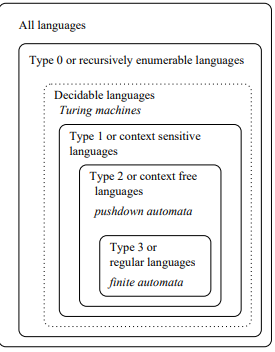 All languages
Type 0 or recursively enumerable languages
Decidable languages
Turing machines
Type 1 or context sensitive
languages
Type 2 or context free
languages
pushdown automata
Type 3 or
regular languages
finite automata